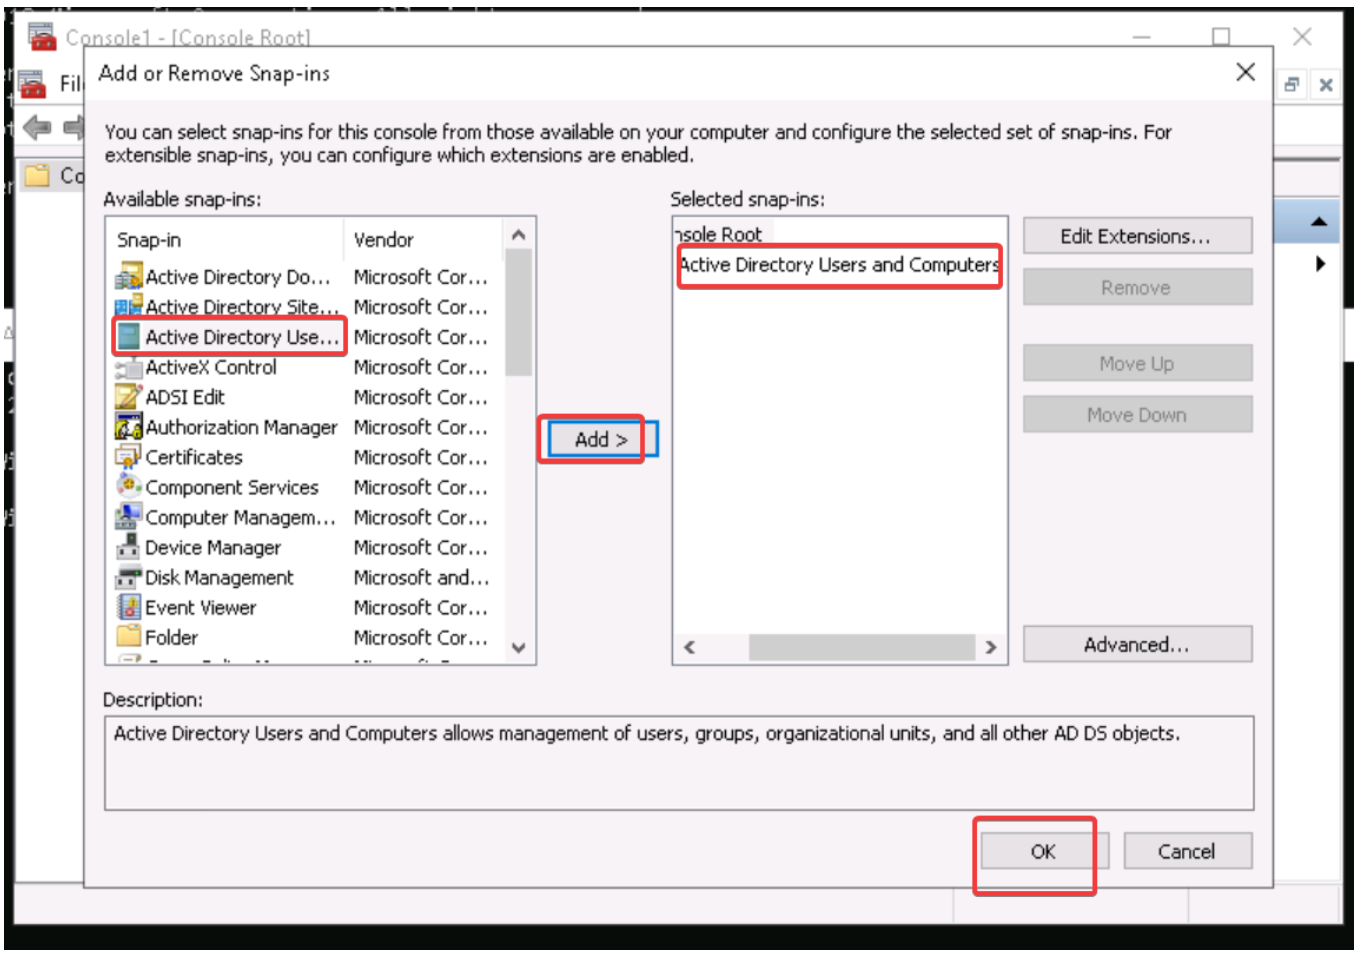 Console1 - [Console Root]
Add or Remove Snap-ins
Fil
You can select snap-ins for this console from those available on your computer and configure the selected set of snap-ins. For
extensible snap-ins, you can configure which extensions are enabled.
Co
Available snap-ins:
Selected snap-ins:
Snap-in Vendor
nsole Root
Edit Extensions...
Active Directory Users and Computers
Active Directory Do... Microsoft Cor...
Remove
Active Directory Site... Microsoft Cor...
Active Directory Use... Microsoft Cor...
ActiveX Control Microsoft Cor...
Move Up
ADSI Edit Microsoft Cor...
Move Down
Authorization Manager Microsoft Cor...
Add >
Certificates Microsoft Cor...
Component Services Microsoft Cor...
Computer Managem... Microsoft Cor...
Device Manager Microsoft Cor...
Disk Management Microsoft and...
Event Viewer Microsoft Cor...
Folder Microsoft Cor...
Advanced...
Description:
Active Directory Users and Computers allows management of users, groups, organizational units, and all other AD DS objects.
OK
Cancel